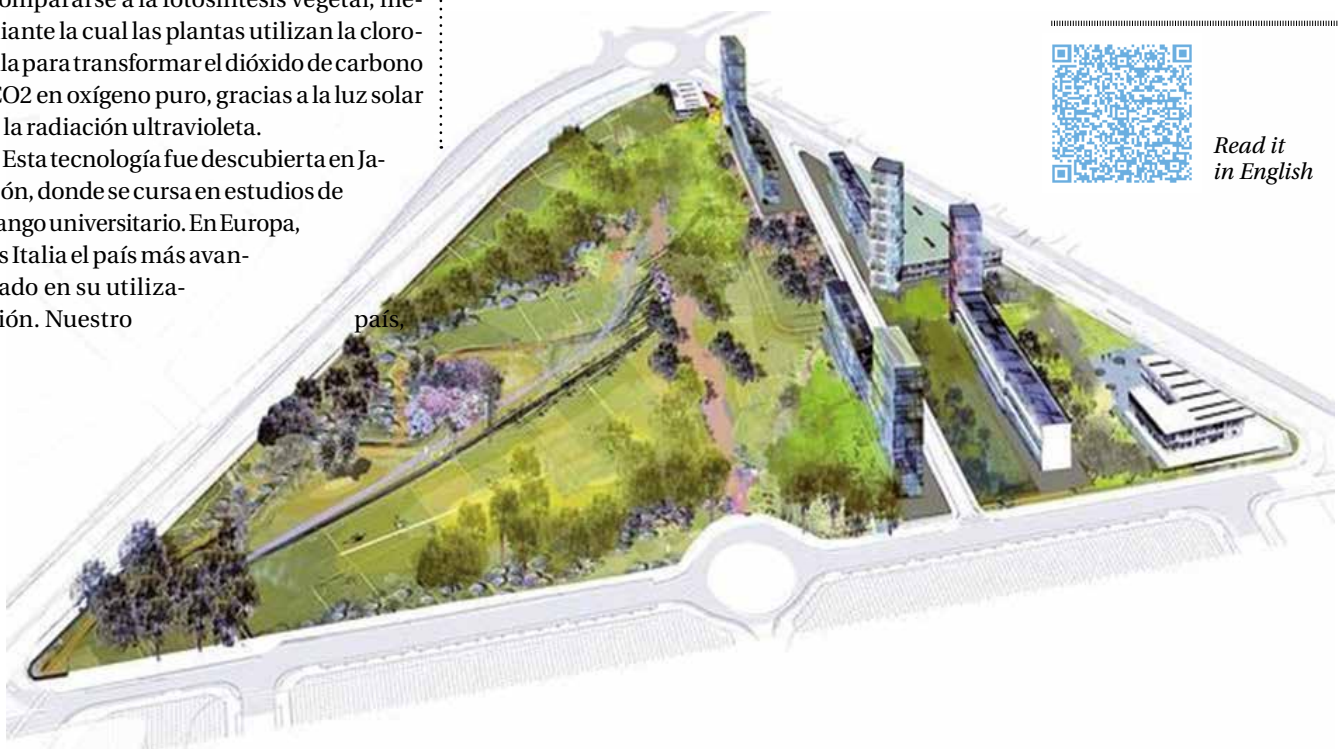 compararse a la fotosíntesis vegetal, me-
iante la cual las plantas utilizan la cloro-
la para transformar el dióxido de carbono
CO2 en oxígeno puro, gracias a la luz solar
la radiación ultravioleta.
Esta tecnología fue descubierta en Ja-
ón, donde se cursa en estudios de
ango universitario. En Europa,
s Italia el país más avan-
ado en su utiliza-
ión. Nuestro país,
Read it
in English